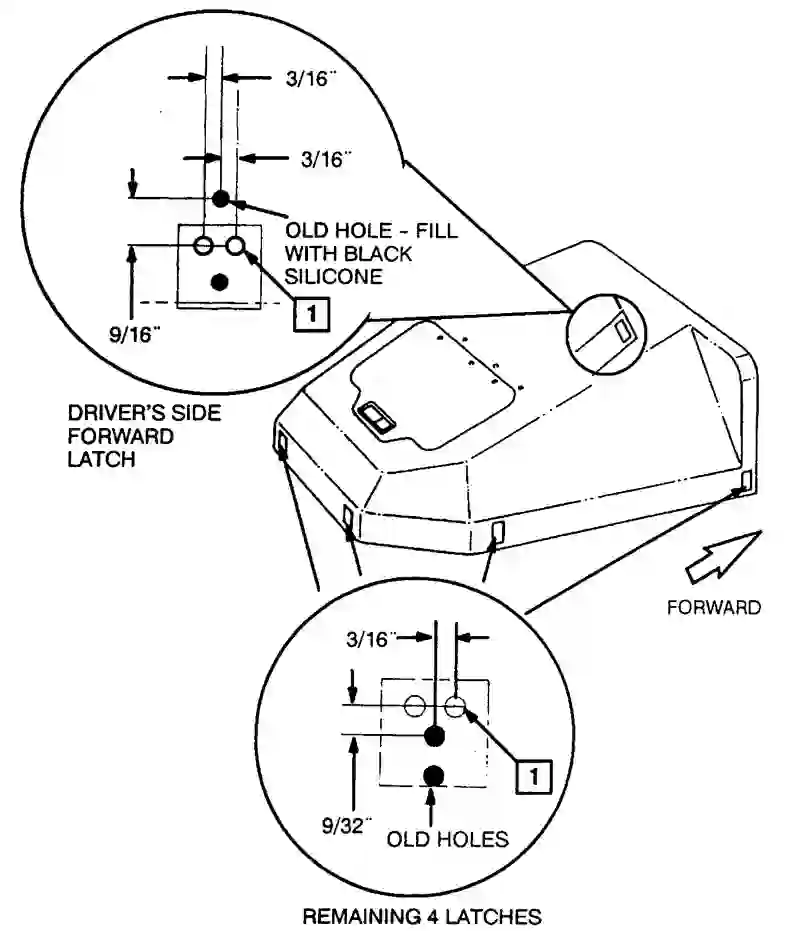 3/16"
3/16"
OLD HOLE - FILL
WITH BLACK
SILICONE
1
9/16"
DRIVER'S SIDE
FORWARD
LATCH
FORWARD
3/16"
1
9/32"
OLD HOLES
REMAINING 4 LATCHES